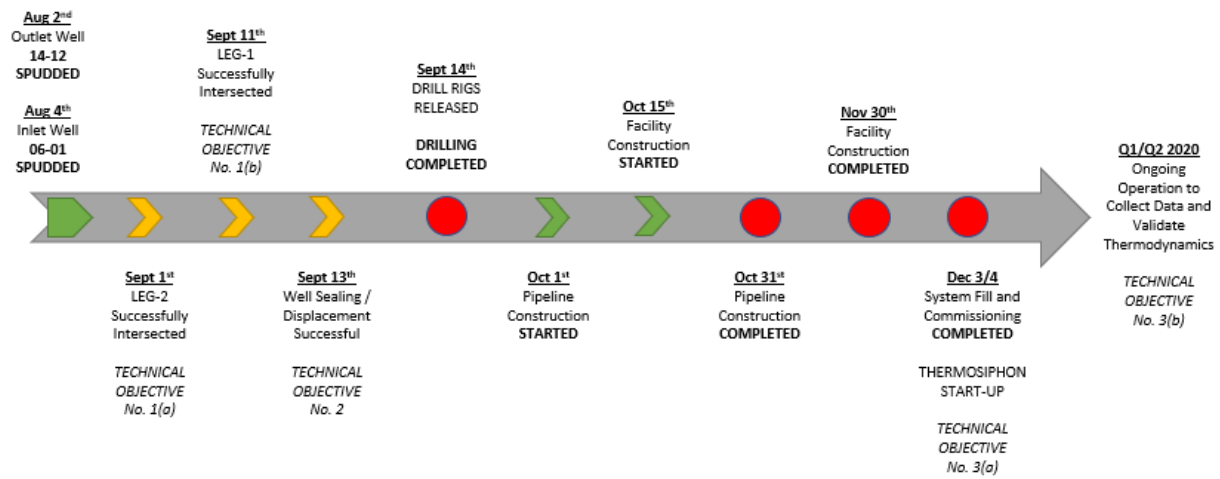 Aug 2nd
Outlet Well
14-12
SPUDDED
Aug 4th
Inlet Well
06-01
SPUDDED
Sept 11th
LEG-1
Successfully
Intersected
TECHNICAL
OBJECTIVE
No. 1(b)
Sept 14th
DRILL RIGS
RELEASED
DRILLING
COMPLETED
Oct 15th
Facility
Construction
STARTED
Nov 30th
Facility
Construction
COMPLETED
Q1/Q2 2020
Ongoing
Operation to
Collect Data and
Validate
Thermodynamics
TECHNICAL
OBJECTIVE
No. 3(b)
Sept 1st
LEG-2
Successfully
Intersected
TECHNICAL
OBJECTIVE
No. 1(a)
Sept 13th
Well Sealing /
Displacement
Successful
TECHNICAL
OBJECTIVE
No. 2
Oct 1st
Pipeline
Construction
STARTED
Oct 31st
Pipeline
Construction
COMPLETED
Dec 3/4
System Fill and
Commissioning
COMPLETED
THERMOSIPHON
START-UP
TECHNICAL
OBJECTIVE
No. 3(a)